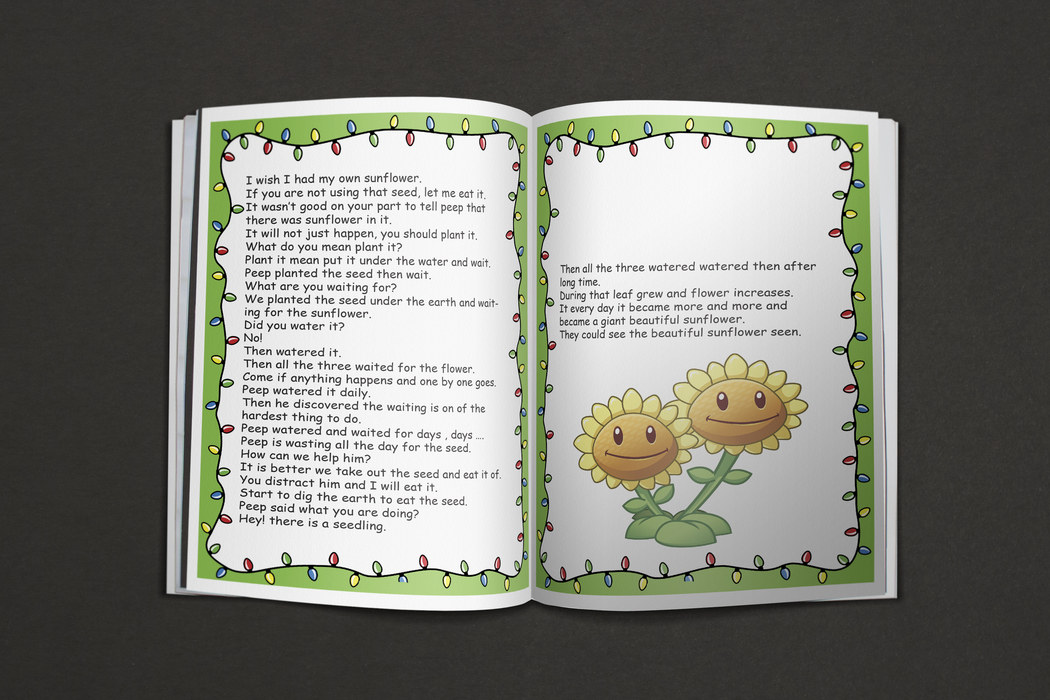 I wish I had my own sunflower.
If you are not using that seed, let me eat it.
It wasn't good on your part to tell peep that
there was sunflower in it.
It will not just happen, you should plant it.
What do you mean plant it?
Plant it mean put it under the water and wait.
Peep planted the seed then wait.
What are you waiting for?
We planted the seed under the earth and wait-
ing for the sunflower.
Did you water it?
No!
Then watered it.
Then all the three waited for the flower.
Come if anything happens and one by one goes.
Peep watered it daily.
Then he discovered the waiting is on of the
hardest thing to do.
Peep watered and waited for days , days ....
Peep is wasting all the day for the seed.
How can we help him?
It is better we take out the seed and eat it of.
You distract him and I will eat it.
Start to dig the earth to eat the seed.
Peep said what you are doing?
Hey! there is a seedling.
Then all the three watered watered then after
long time.
During that leaf grew and flower increases.
It every day it became more and more and
became a giant beautiful sunflower.
They could see the beautiful sunflower seen.